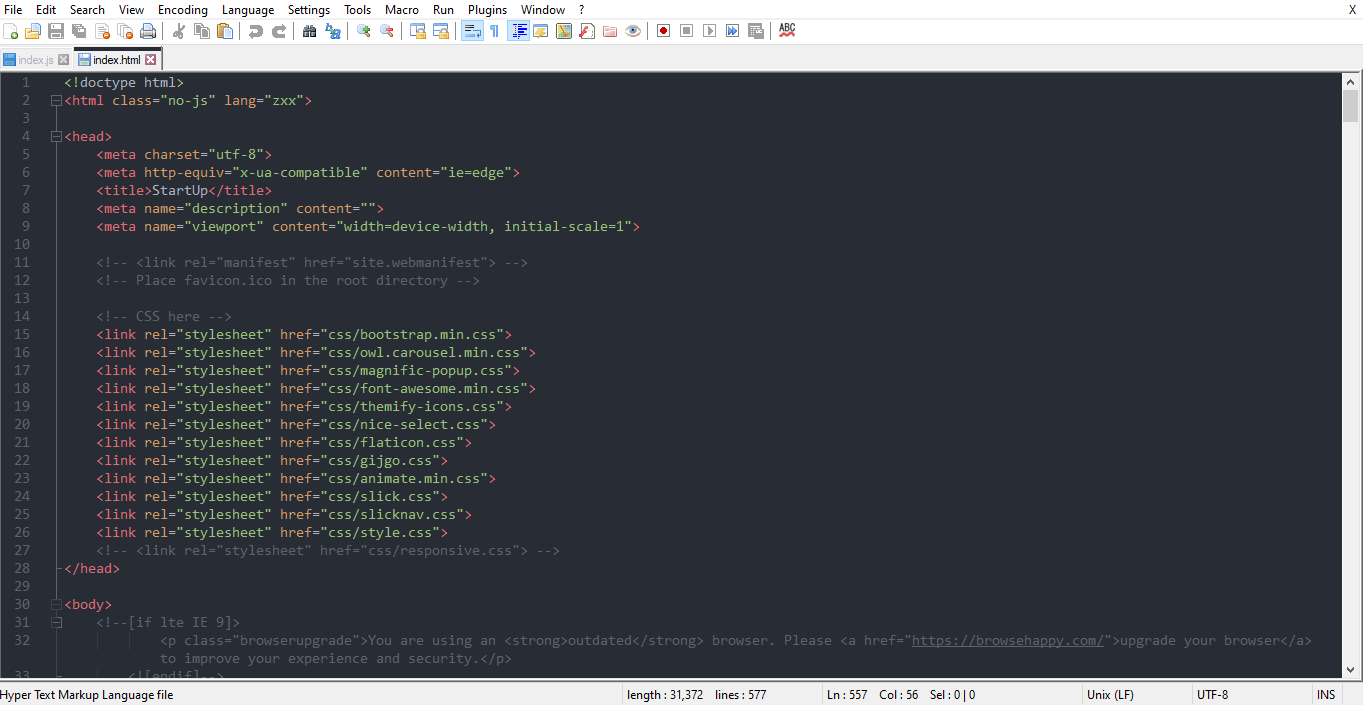 File Edit Search View Encoding Language Settings Tools Macro Run Plugins Window ? X
ABC
index.js index.html
1 <!doctype html>
2 <html class="no-js" lang="zxx">
3
4 <head>
5 <meta charset="utf-8">
6 <meta http-equiv="x-ua-compatible" content="ie=edge">
7 <title>StartUp</title>
8 <meta name="description" content="">
9 <meta name="viewport" content="width=device-width, initial-scale=1">
10
11 <!-- <link rel="manifest" href="site.webmanifest"> -->
12 <!-- Place favicon.ico in the root directory -->
13
14 <!-- CSS here -->
15 <link rel="stylesheet" href="css/bootstrap.min.css">
16 <link rel="stylesheet" href="css/owl.carousel.min.css">
17 <link rel="stylesheet" href="css/magnific-popup.css">
18 <link rel="stylesheet" href="css/font-awesome.min.css">
19 <link rel="stylesheet" href="css/themify-icons.css">
20 <link rel="stylesheet" href="css/nice-select.css">
21 <link rel="stylesheet" href="css/flaticon.css">
22 <link rel="stylesheet" href="css/gijgo.css">
23 <link rel="stylesheet" href="css/animate.min.css">
24 <link rel="stylesheet" href="css/slick.css">
25 <link rel="stylesheet" href="css/slicknav.css">
26 <link rel="stylesheet" href="css/style.css">
27 <!-- <link rel="stylesheet" href="css/responsive.css"> -->
28 </head>
29
30 <body>
31 <!--[if lte IE 9]>
32 <p class="browserupgrade">You are using an <strong>outdated</strong> browser. Please <a href="https://browsehappy.com/">upgrade your browser</a>
to improve your experience and security.</p>
33 <![endif]-->
Hyper Text Markup Language file length : 31,372 lines : 577 Ln : 557 Col : 56 Sel : 0 | 0 Unix (LF) UTF-8 INS